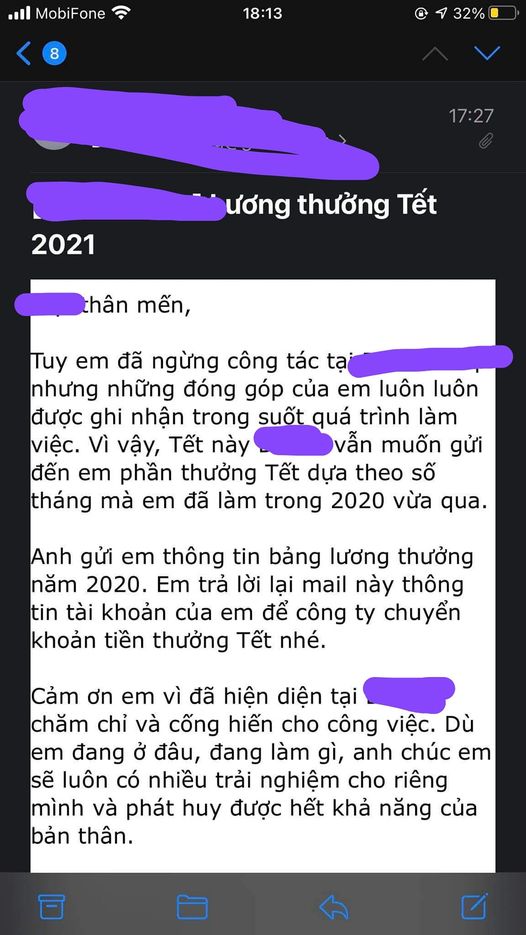 MobiFone 18:13 32%
8
17:27
ương thưởng Tết
2021
thân mến,
Tuy em đã ngừng công tác tại
nhưng những đóng góp của em luôn luôn
được ghi nhận trong suốt quá trình làm
việc. Vì vậy, Tết này vẫn muốn gửi
đến em phần thưởng Tết dựa theo số
tháng mà em đã làm trong 2020 vừa qua.
Anh gửi em thông tin bảng lương thưởng
năm 2020. Em trả lời lại mail này thông
tin tài khoản của em để công ty chuyển
khoản tiền thưởng Tết nhé.
Cảm ơn em vì đã hiện diện tại
chăm chỉ và cống hiến cho công việc. Dù
em đang ở đâu, đang làm gì, anh chúc em
sẽ luôn có nhiều trải nghiệm cho riêng
mình và phát huy được hết khả năng của
bản thân.